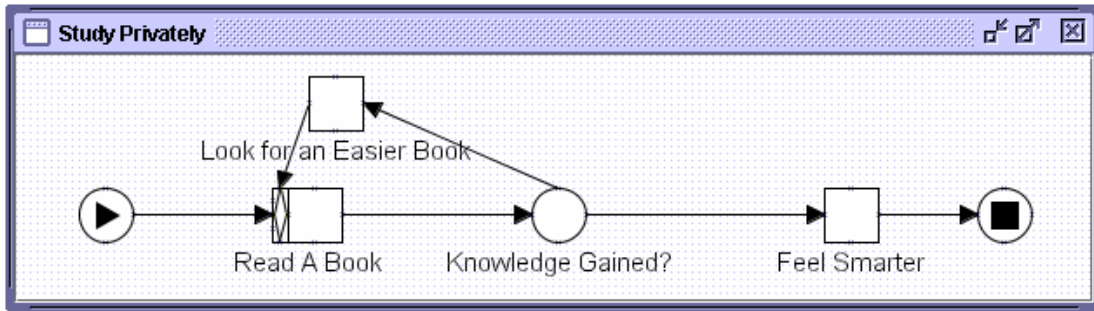 Study Privately
Look for an Easier Book
Read A Book
Knowledge Gained?
Feel Smarter